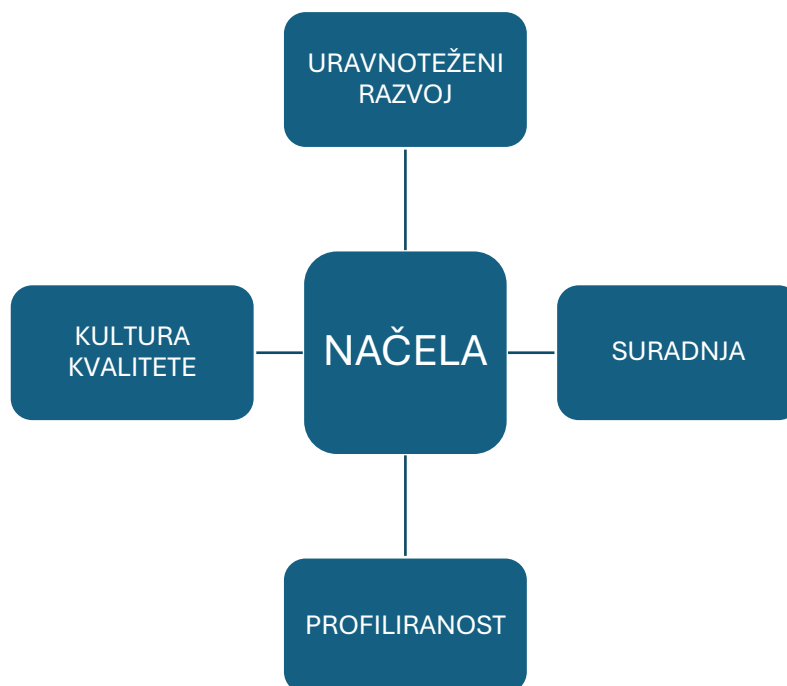 URAVNOTEŽENI
RAZVOJ
KULTURA
KVALITETE
NAČELA
SURADNJA
PROFILIRANOST